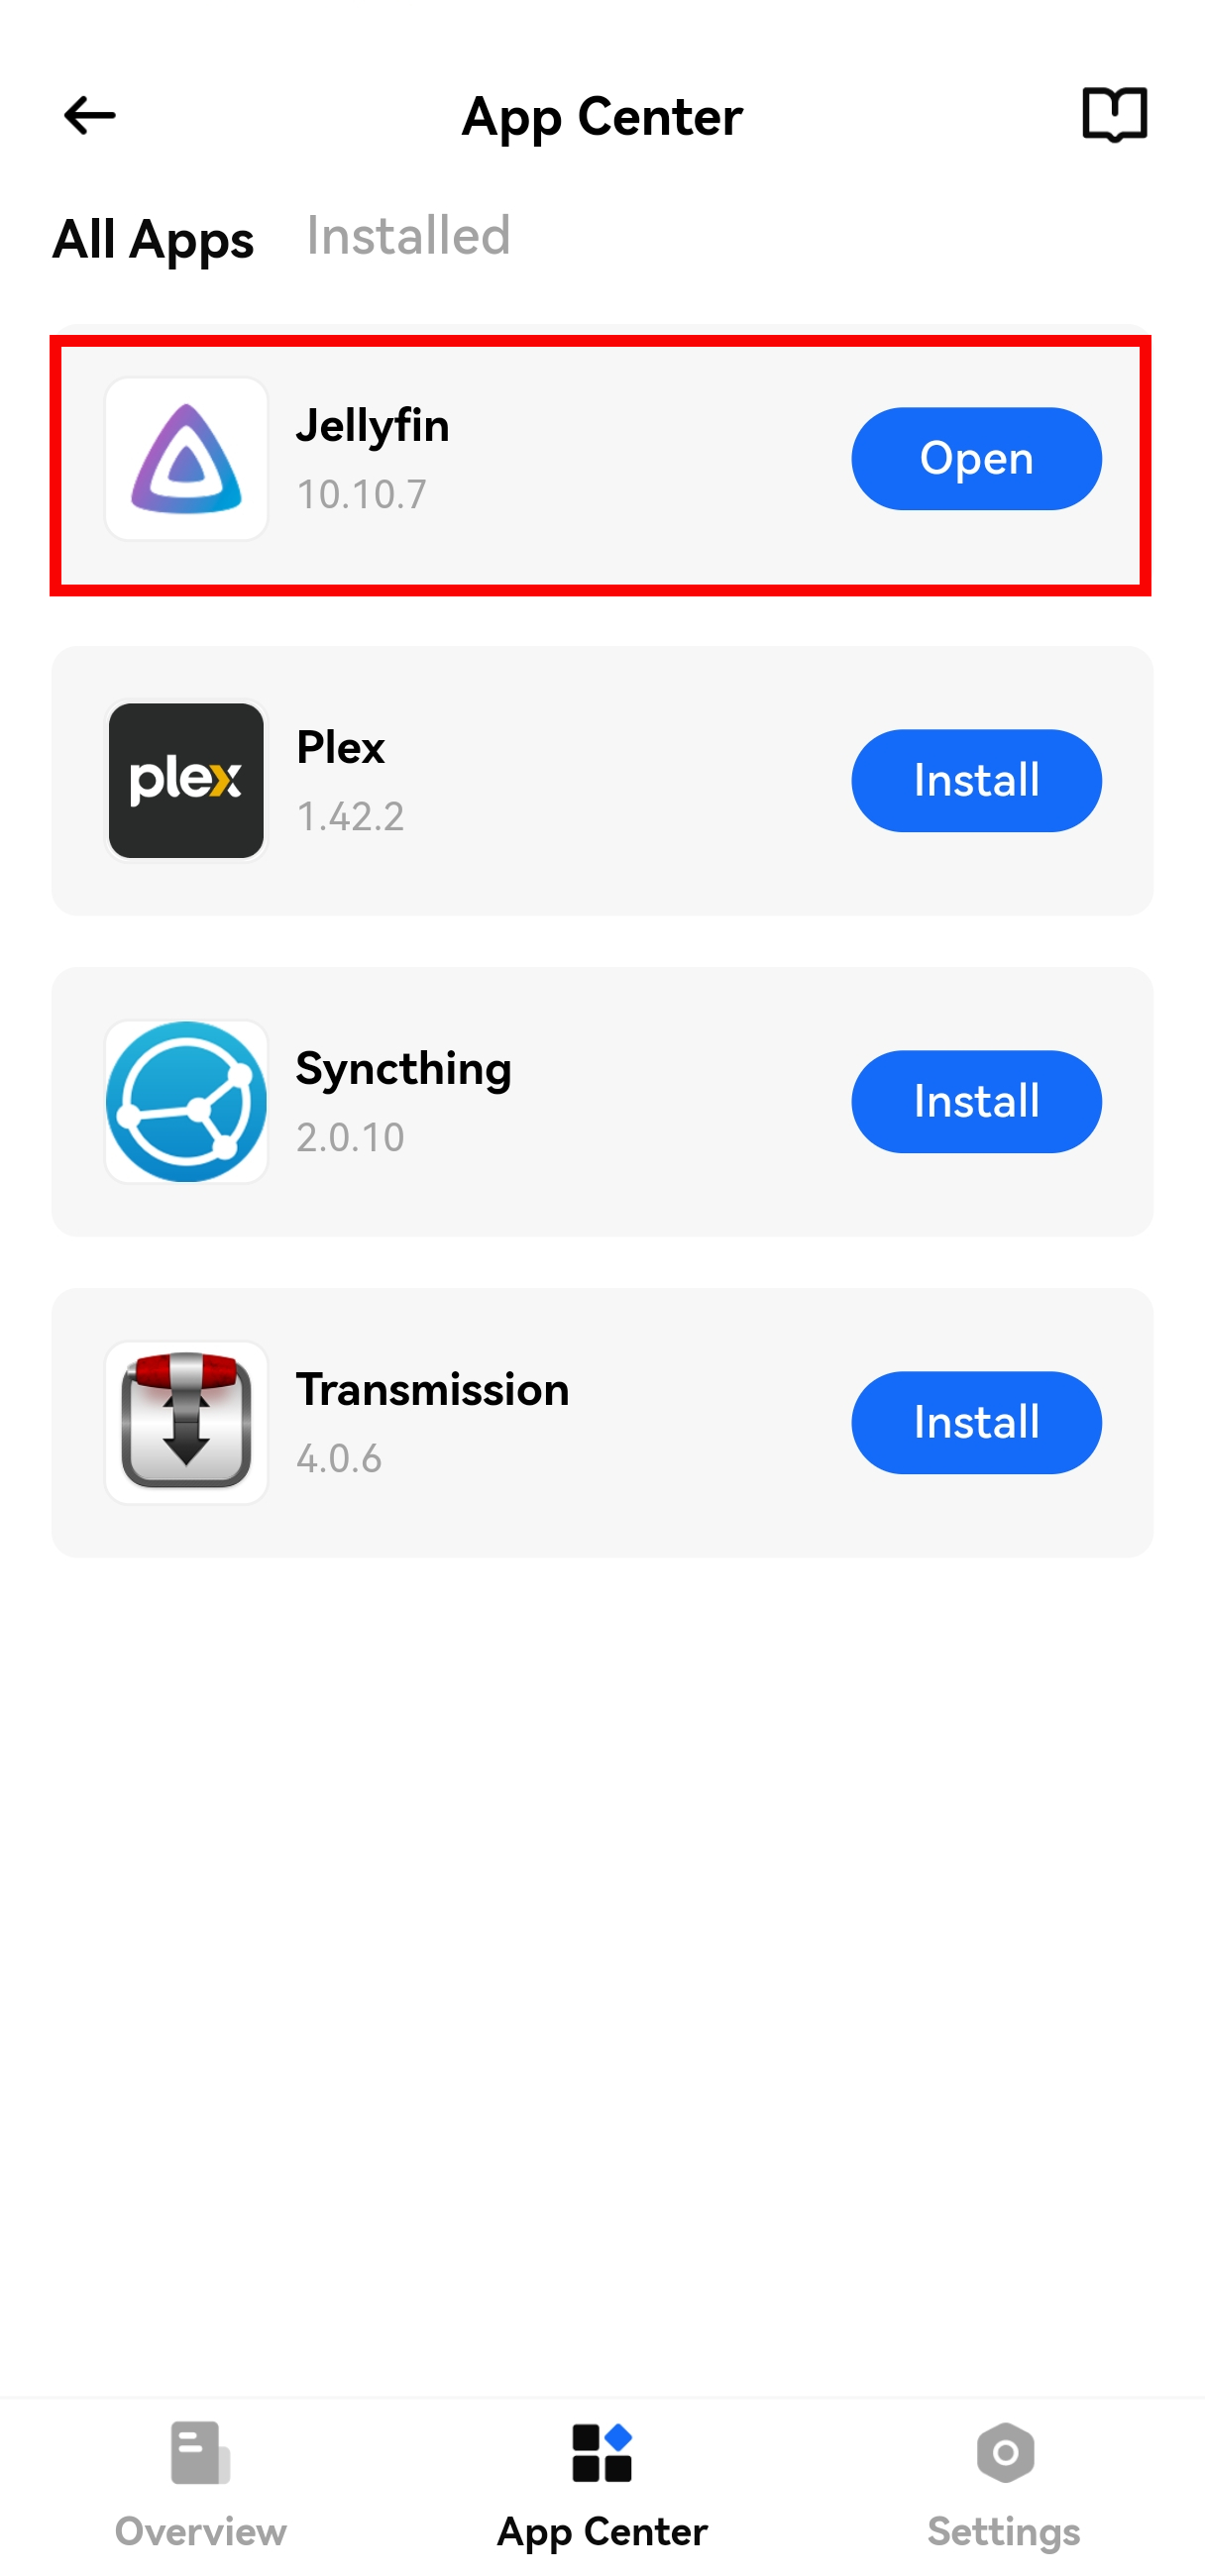 App Center
All Apps
Installed
Jellyfin
10.10.7
Open
plex
Plex
1.42.2
Install
Syncthing
2.0.10
Install
Transmission
4.0.6
Install
Overview
App Center
Settings